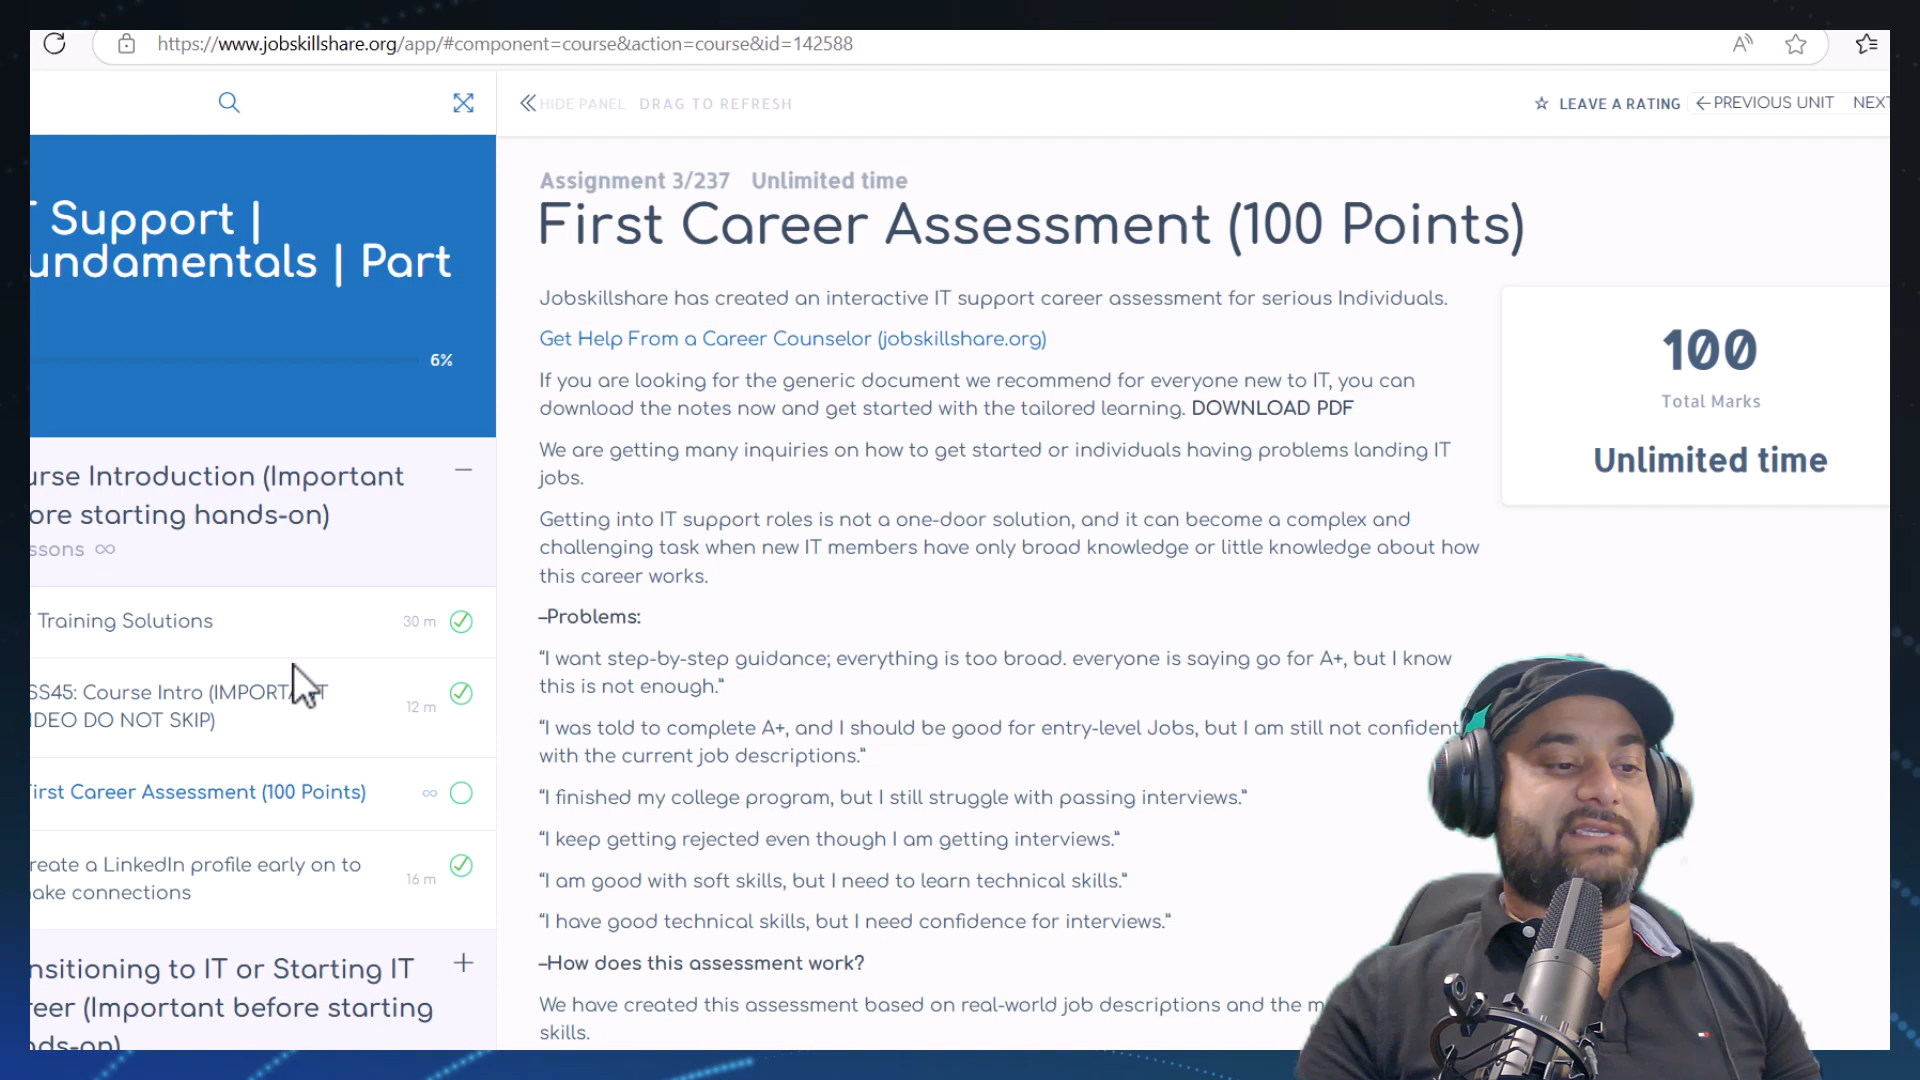 https://www.jobskillshare.org/app/#component=course&action=course&id=142588
HIDE PANEL DRAG TO REFRESH
LEAVE A RATING
PREVIOUS UNIT
Support |
undamentals | Part
6%
urse Introduction (Important
ore starting hands-on)
ssons ∞
Training Solutions
30 m
SS45: Course Intro (IMPORTANT
IDEO DO NOT SKIP)
12 m
irst Career Assessment (100 Points)
∞
reate a LinkedIn profile early on to
ake connections
16 m
nsitioning to IT or Starting IT
reer (Important before starting
nds-on)
Assignment 3/237 Unlimited time
First Career Assessment (100 Points)
Jobskillshare has created an interactive IT support career assessment for serious Individuals.
Get Help From a Career Counselor (jobskillshare.org)
If you are looking for the generic document we recommend for everyone new to IT, you can
download the notes now and get started with the tailored learning. DOWNLOAD PDF
We are getting many inquiries on how to get started or individuals having problems landing IT
jobs.
Getting into IT support roles is not a one-door solution, and it can become a complex and
challenging task when new IT members have only broad knowledge or little knowledge about how
this career works.
–Problems:
“I want step-by-step guidance; everything is too broad. everyone is saying go for A+, but I know
this is not enough.”
“I was told to complete A+, and I should be good for entry-level Jobs, but I am still not confident
with the current job descriptions.”
“I finished my college program, but I still struggle with passing interviews.”
“I keep getting rejected even though I am getting interviews.”
“I am good with soft skills, but I need to learn technical skills.”
“I have good technical skills, but I need confidence for interviews.”
–How does this assessment work?
We have created this assessment based on real-world job descriptions and the m
skills.
100
Total Marks
Unlimited time
NEXT